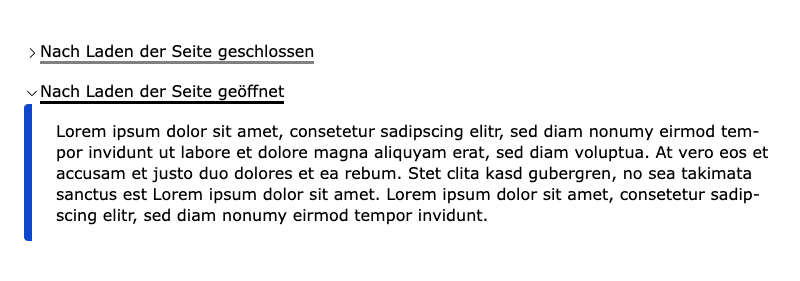 Nach Laden der Seite geschlossen
Nach Laden der Seite geöffnet
Lorem ipsum dolor sit amet, consetetur sadipscing elitr, sed diam nonumy eirmod tem-
por invidunt ut labore et dolore magna aliquyam erat, sed diam voluptua. At vero eos et
accusam et justo duo dolores et ea rebum. Stet clita kasd gubergren, no sea takimata
sanctus est Lorem ipsum dolor sit amet. Lorem ipsum dolor sit amet, consetetur sadip-
scing elitr, sed diam nonumy eirmod tempor invidunt.